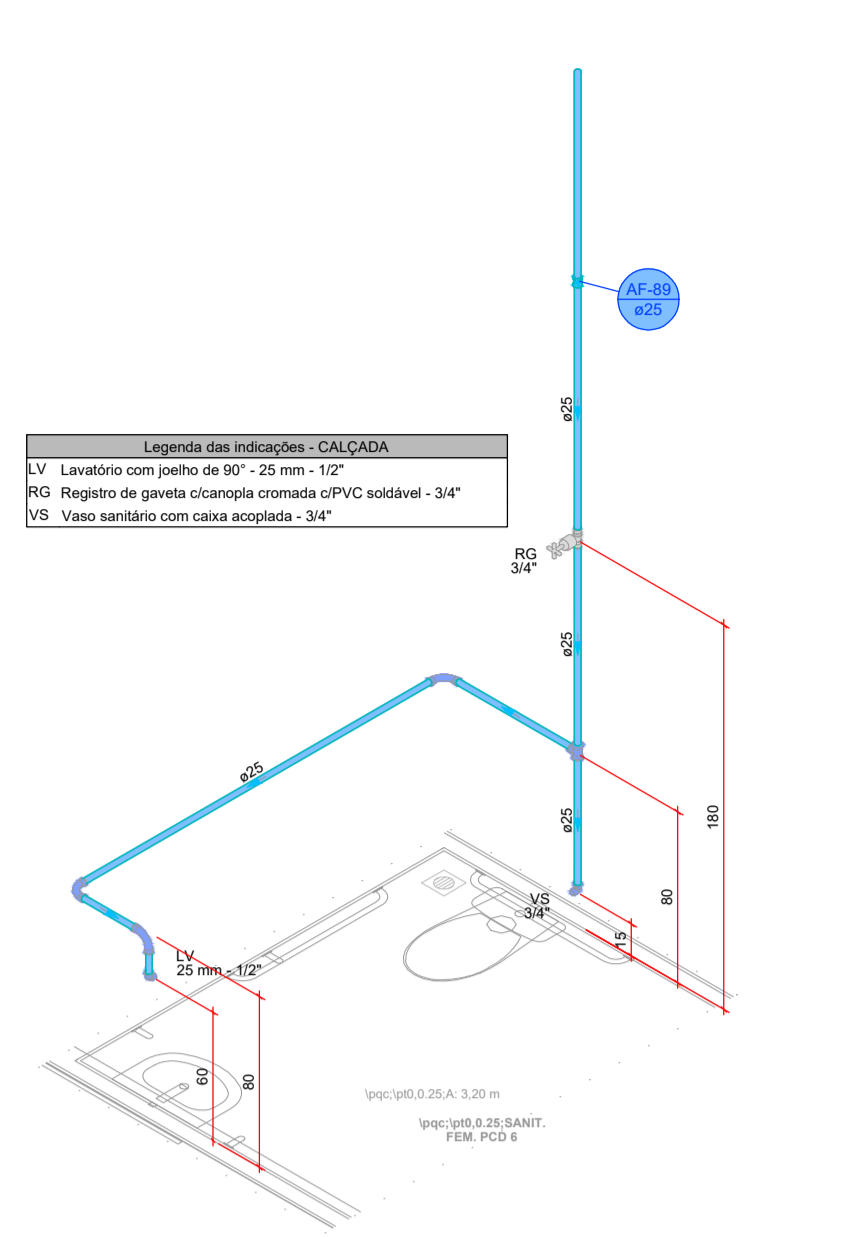 AF-89
ø25
ø25
Legenda das indicações - CALÇADA
LV Lavatório com joelho de 90° - 25 mm - 1/2"
RG Registro de gaveta c/canopla cromada c/PVC soldável - 3/4"
VS Vaso sanitário com caixa acoplada - 3/4"
RG
3/4"
ø25
ø25
ø25
180
80
VS
3/4"
15
LV
25 mm - 1/2"
60
80
\pqc;\pt0,0.25;A: 3,20 m
\pqc;\pt0,0.25;SANIT.
FEM. PCD 6